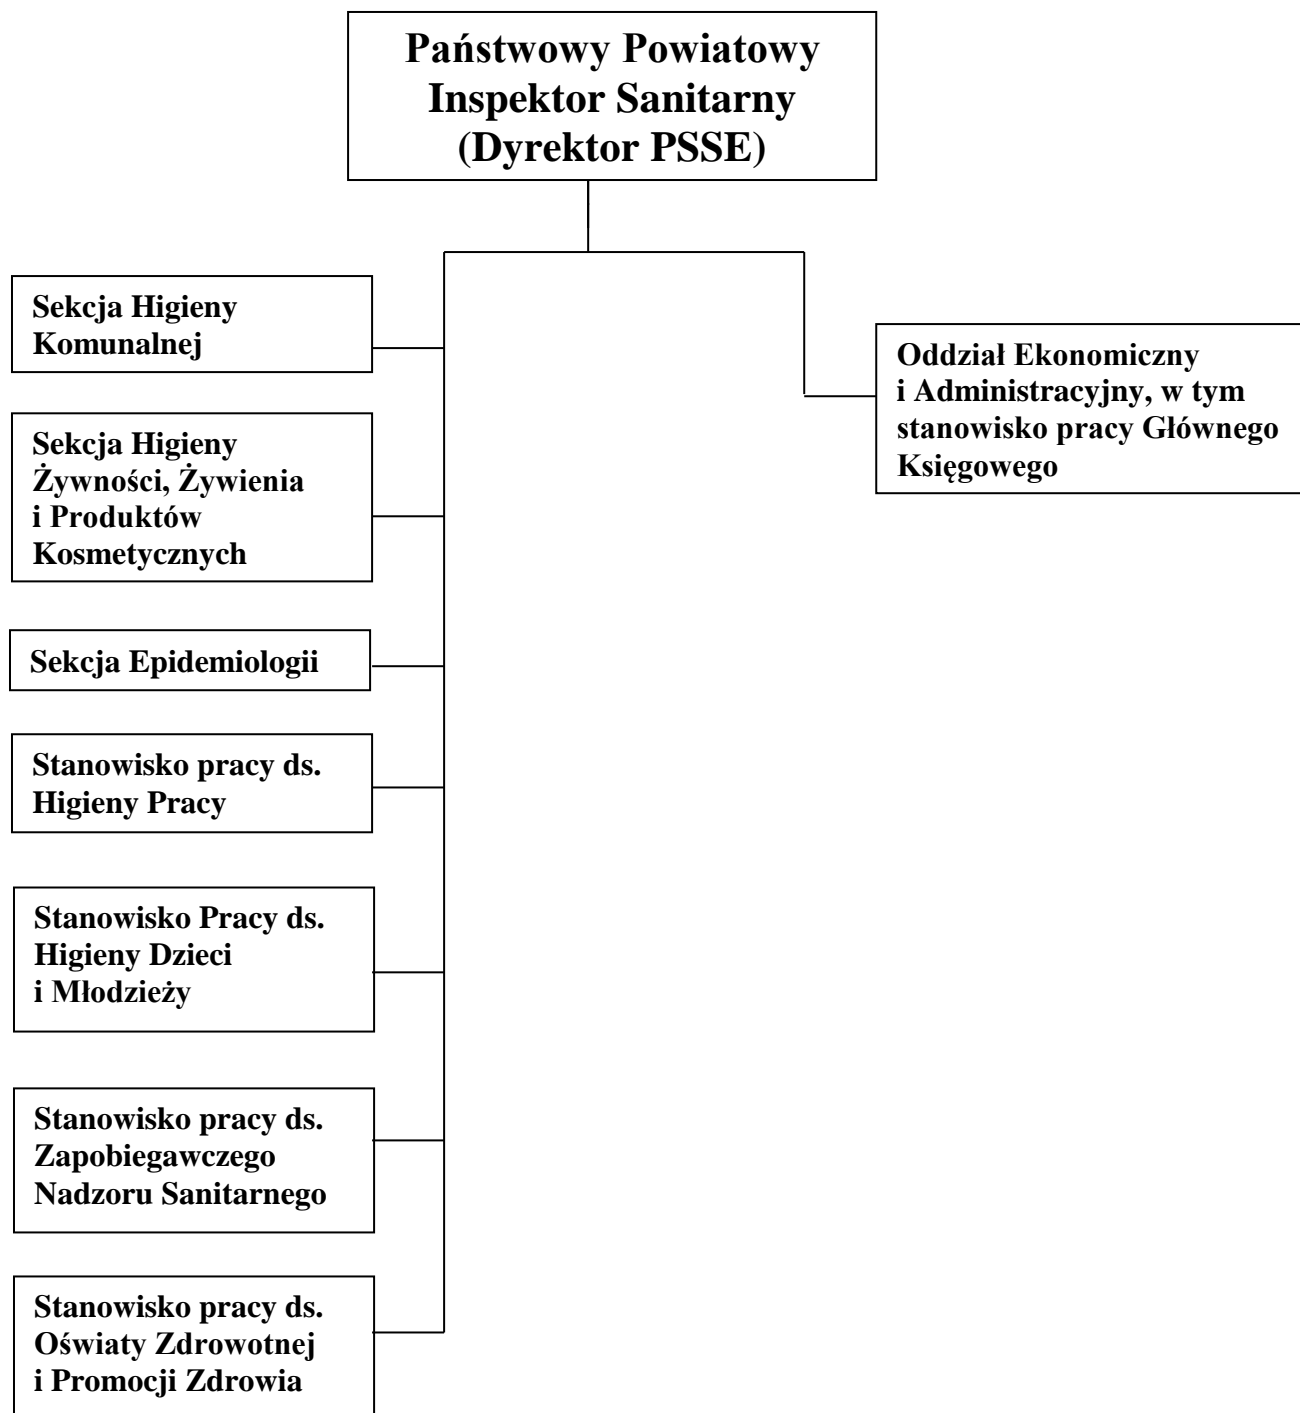 Państwowy Powiatowy
Inspektor Sanitarny
(Dyrektor PSSE)
Sekcja Higieny
Komunalnej
Sekcja Higieny
Żywności, Żywienia
i Produktów
Kosmetycznych
Sekcja Epidemiologii
Stanowisko pracy ds.
Higieny Pracy
Stanowisko Pracy ds.
Higieny Dzieci
i Młodzieży
Stanowisko pracy ds.
Zapobiegawczego
Nadzoru Sanitarnego
Stanowisko pracy ds.
Oświaty Zdrowotnej
i Promocji Zdrowia
Oddział Ekonomiczny
i Administracyjny, w tym
stanowisko pracy Głównego
Księgowego